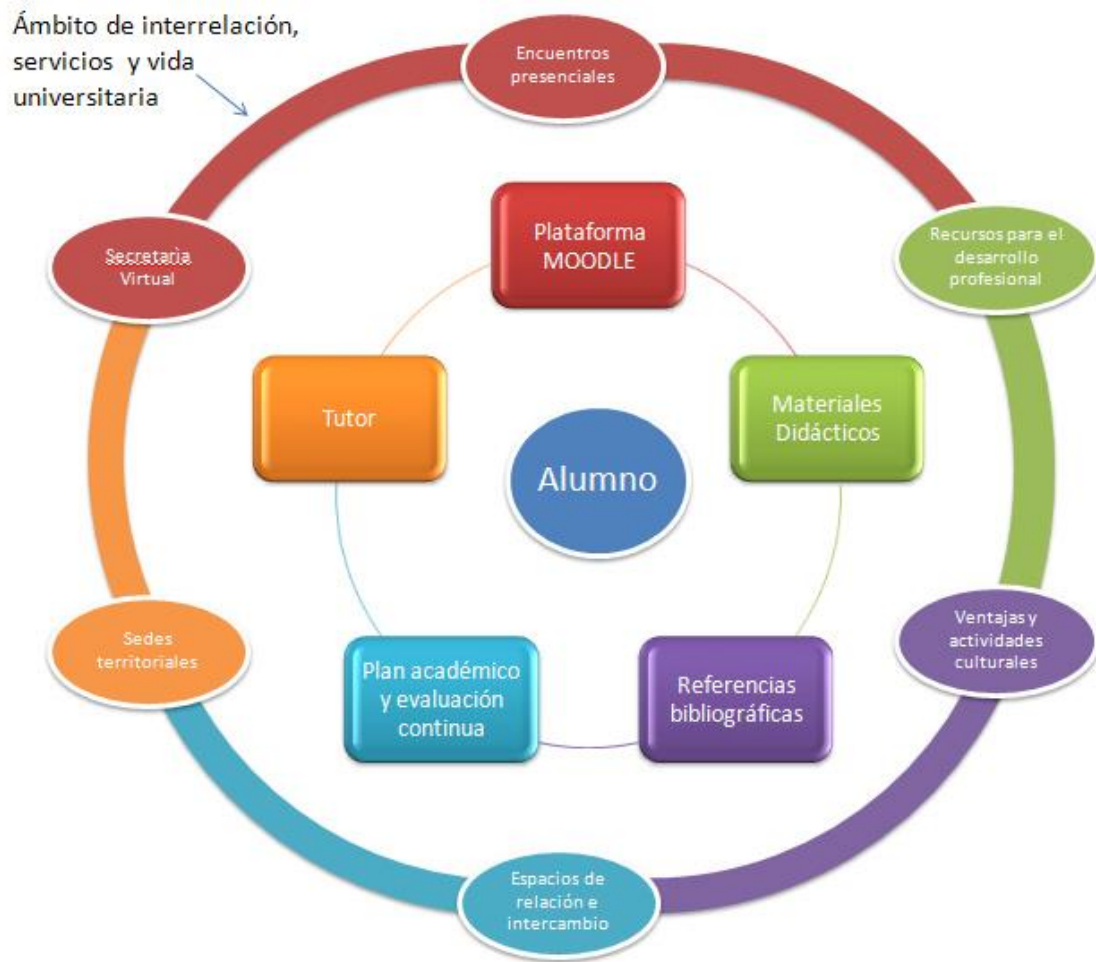 Ámbito de interrelación,
servicios y vida
universitaria
Encuentros
presenciales
Secretaria
Virtual
Recursos para el
desarrollo
profesional
Plataforma
MOODLE
Tutor
Materiales
Didácticos
Alumno
Sedes
territoriales
Plan académico
y evaluación
continua
Referencias
bibliográficas
Ventajas y
actividades
culturales
Espacios de
relación e
intercambio